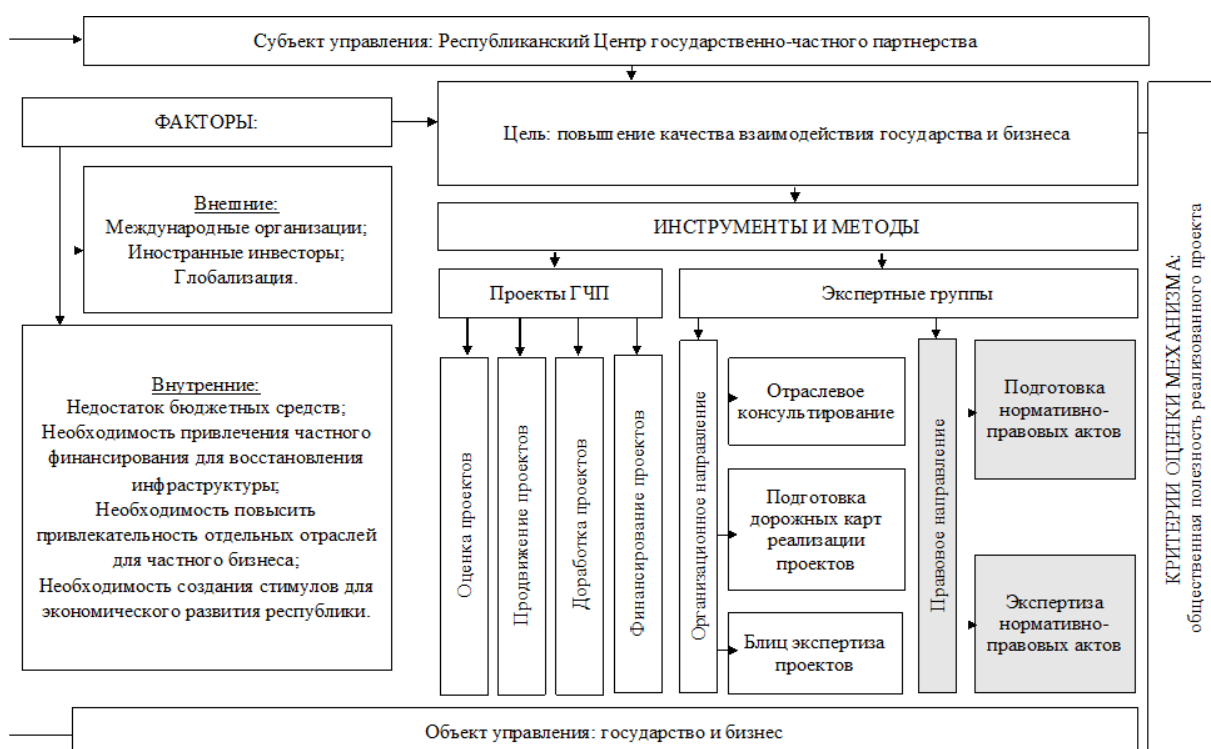 Субъект управления: Республиканский Центр государственно-частного партнерства
ФАКТОРЫ:
Цель: повышение качества взаимодействия государства и бизнеса
Внешние:
Международные организации;
Иностранные инвесторы;
Глобализация.
Внутренние:
Недостаток бюджетных средств;
Необходимость привлечения частного
финансирования для восстановления
инфраструктуры;
Необходимость повысить
привлекательность отдельных отраслей
для частного бизнеса;
Необходимость создания стимулов для
экономического развития республики.
ИНСТРУМЕНТЫ И МЕТОДЫ
Проекты ГЧП
Экспертные группы
Оценка проектов
Продвижение проектов
Доработка проектов
Финансирование проектов
Организационное направление
Отраслевое
консультирование
Подготовка
дорожных карт
реализации
проектов
Блиц экспертиза
проектов
Правовое направление
Подготовка
нормативно-
правовых актов
Экспертиза
нормативно-
правовых актов
КРИТЕРИИ ОЦЕНКИ МЕХАНИЗМА:
общественная полезность реализованного проекта
Объект управления: государство и бизнес